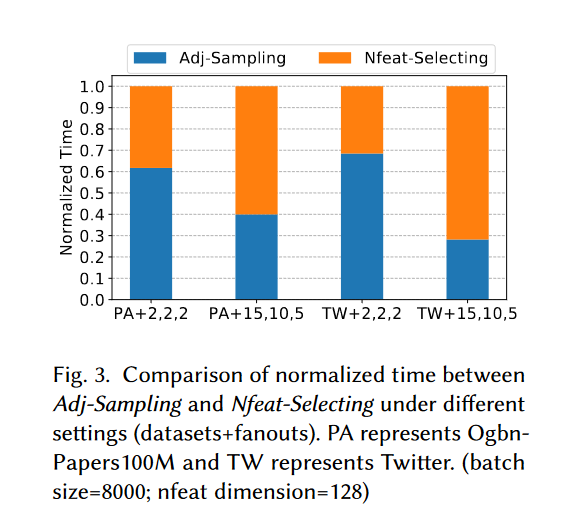 Adj-Sampling Nfeat-Selecting
1.0
0.9
0.8
0.7
0.6
0.5
0.4
0.3
0.2
0.1
0.0
Normalized Time
PA+2,2,2 PA+15,10,5 TW+2,2,2 TW+15,10,5
Fig. 3. Comparison of normalized time between
Adj-Sampling and Nfeat-Selecting under different
settings (datasets+fanouts). PA represents Ogbn-
Papers100M and TW represents Twitter. (batch
size=8000; nfeat dimension=128)